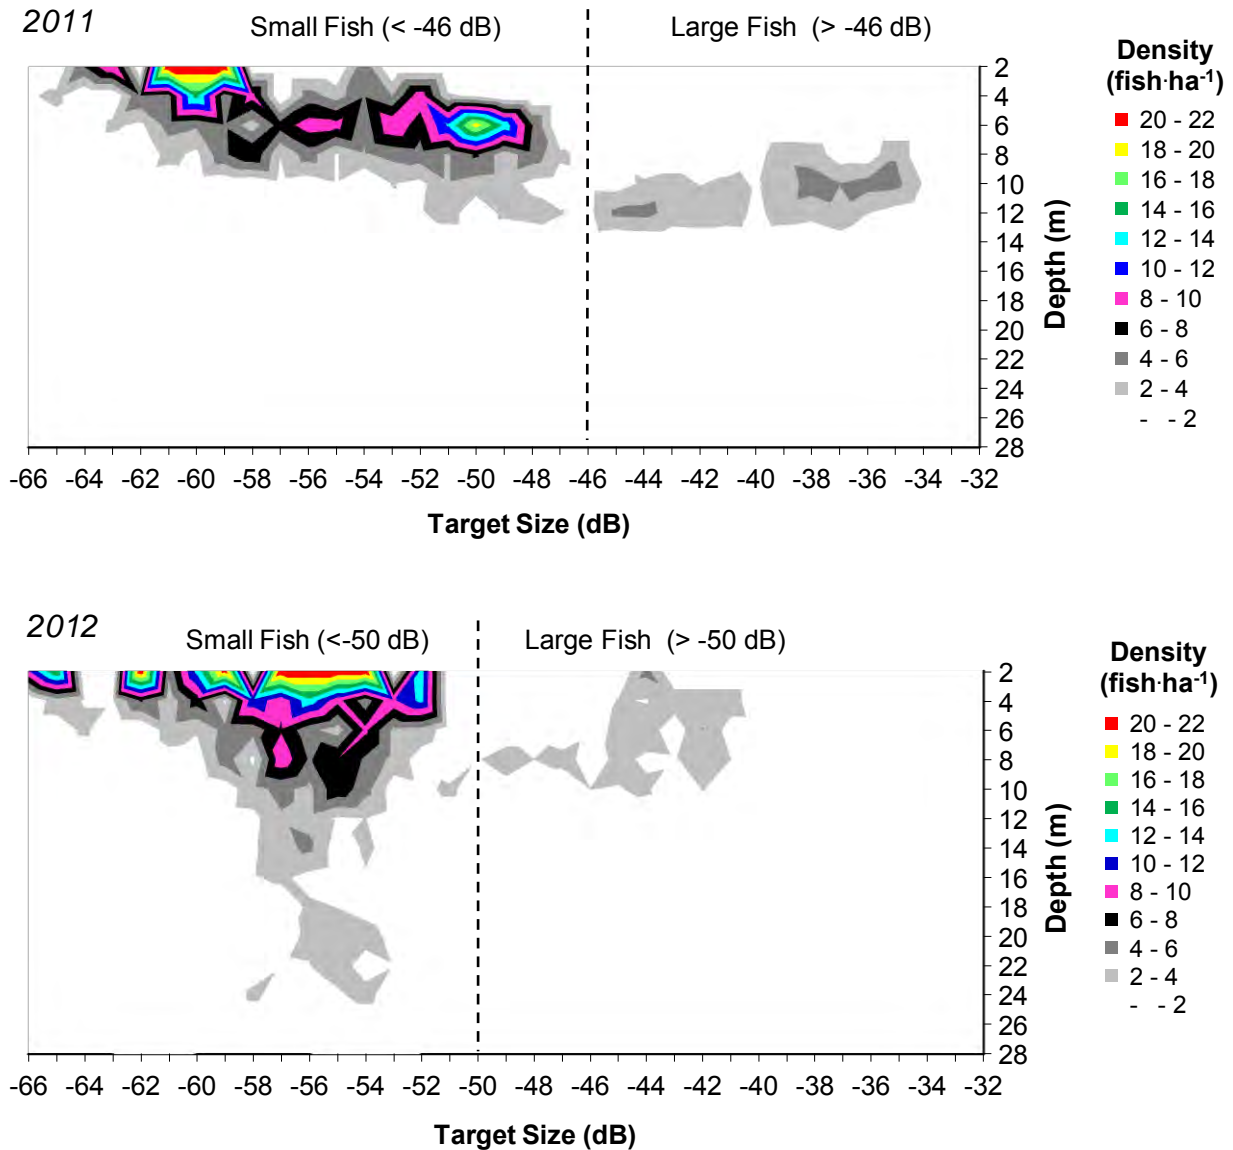 2011
Small Fish (< -46 dB)
Large Fish (> -46 dB)
2
4
6
8
10
12
14
16
18
20
22
24
26
28
Depth (m)
-66 -64 -62 -60 -58 -56 -54 -52 -50 -48 -46 -44 -42 -40 -38 -36 -34 -32
Target Size (dB)
Density
(fish·ha-1)
20 - 22
18 - 20
16 - 18
14 - 16
12 - 14
10 - 12
8 - 10
6 - 8
4 - 6
2 - 4
- - 2
2012
Small Fish (<-50 dB)
Large Fish (> -50 dB)
2
4
6
8
10
12
14
16
18
20
22
24
26
28
Depth (m)
-66 -64 -62 -60 -58 -56 -54 -52 -50 -48 -46 -44 -42 -40 -38 -36 -34 -32
Target Size (dB)
Density
(fish·ha-1)
20 - 22
18 - 20
16 - 18
14 - 16
12 - 14
10 - 12
8 - 10
6 - 8
4 - 6
2 - 4
- - 2